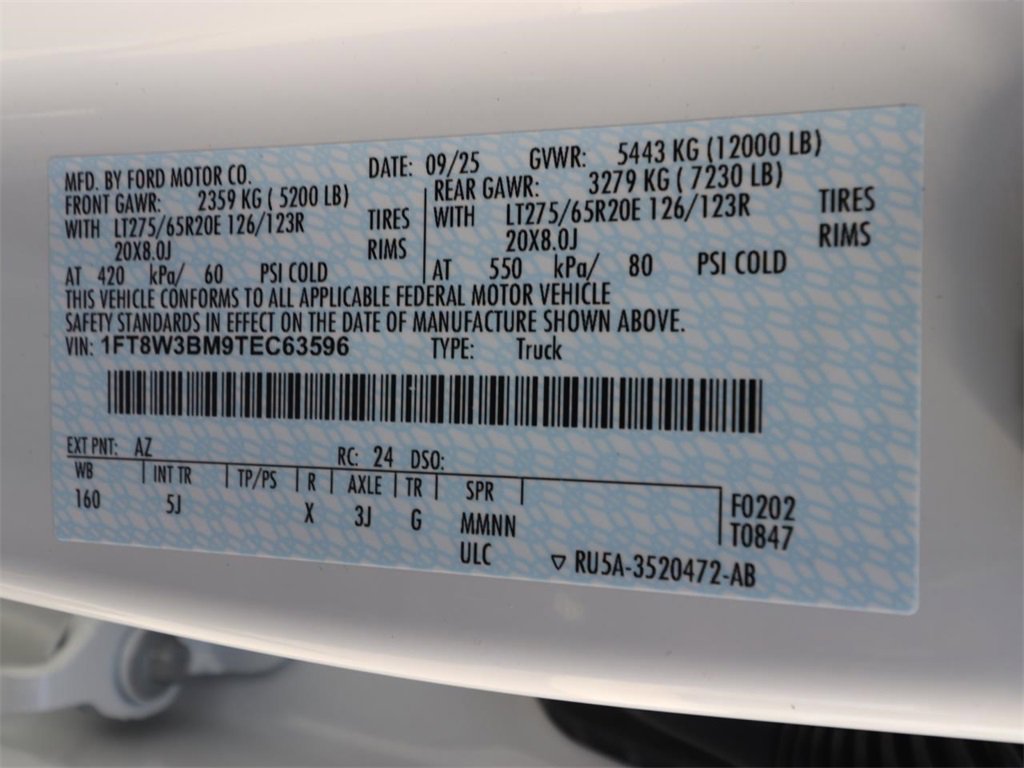 MFD. BY FORD MOTOR CO. DATE: 09/25 GVWR: 5443 KG (12000 LB)
FRONT GAWR: 2359 KG ( 5200 LB) REAR GAWR: 3279 KG ( 7230 LB)
WITH LT275/65R20E 126/123R TIRES WITH LT275/65R20E 126/123R TIRES
20X8.0J RIMS 20X8.0J RIMS
AT 420 kPa/ 60 PSI COLD AT 550 kPa/ 80 PSI COLD
THIS VEHICLE CONFORMS TO ALL APPLICABLE FEDERAL MOTOR VEHICLE
SAFETY STANDARDS IN EFFECT ON THE DATE OF MANUFACTURE SHOWN ABOVE.
VIN: 1FT8W3BM9TEC63596 TYPE: Truck
EXT PNT: AZ RC: 24 DSO:
WB INT TR TP/PS R AXLE TR SPR
160 5J X 3J G MMNN F0202
ULC T0847
▽ RU5A-3520472-AB